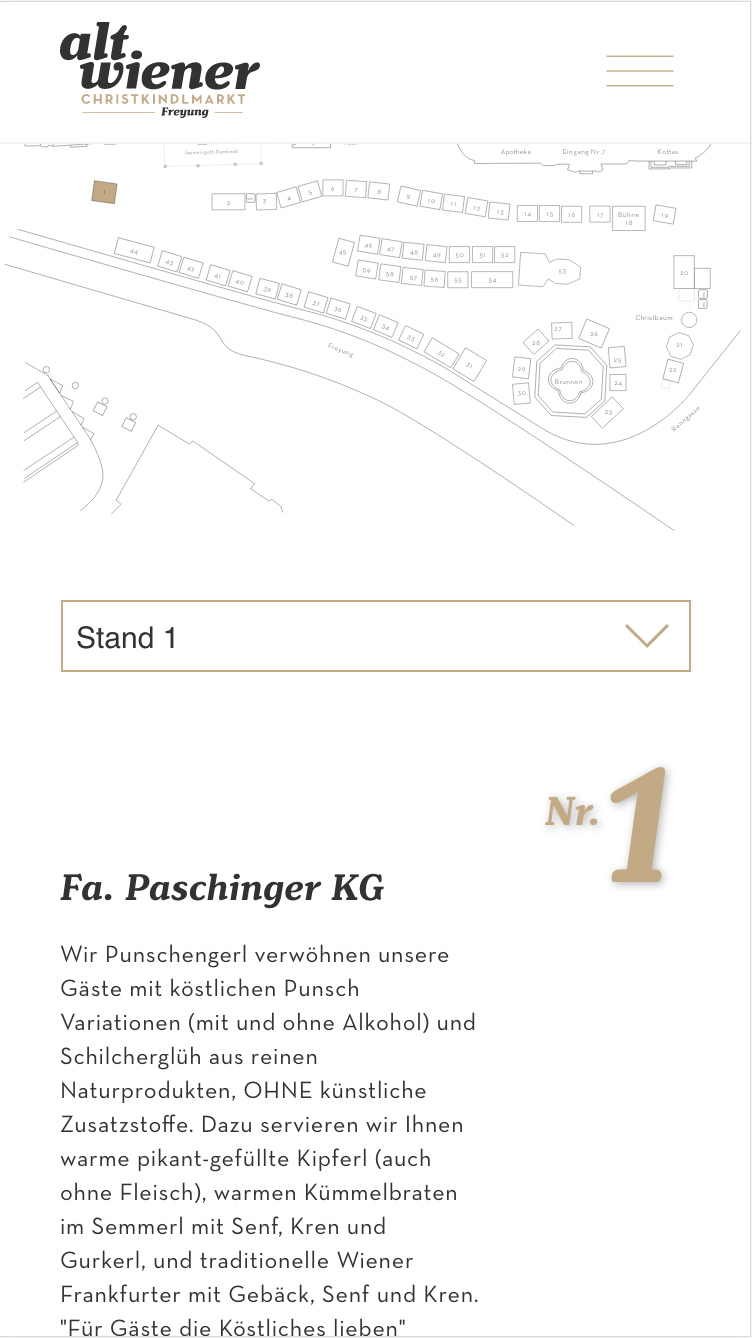 alt.
wiener
CHRISTKINDLMARKT
Freyung
Apotheke Eingang Nr.7 Kottas
1
2 3 4 5 6 7 8 9 10 11 12 13 14 15 16 17 Bühne 19
18
44 43 42 41 40 39 38 37 36 35 34 33 32 31
45 46 47 48 49 50 51 52
59 58 57 56 55 54 53
20
Christbaum
21
22
27 26
28 25
29 24
30 23
Brunnen
Freyung
Renngasse
Stand 1
Nr. 1
Fa. Paschinger KG
Wir Punschengerl verwöhnen unsere
Gäste mit köstlichen Punsch
Variationen (mit und ohne Alkohol) und
Schilcherglüh aus reinen
Naturprodukten, OHNE künstliche
Zusatzstoffe. Dazu servieren wir Ihnen
warme pikant-gefüllte Kipferl (auch
ohne Fleisch), warmen Kümmelbraten
im Semmerl mit Senf, Kren und
Gurkerl, und traditionelle Wiener
Frankfurter mit Gebäck, Senf und Kren.
"Für Gäste die Köstliches lieben"